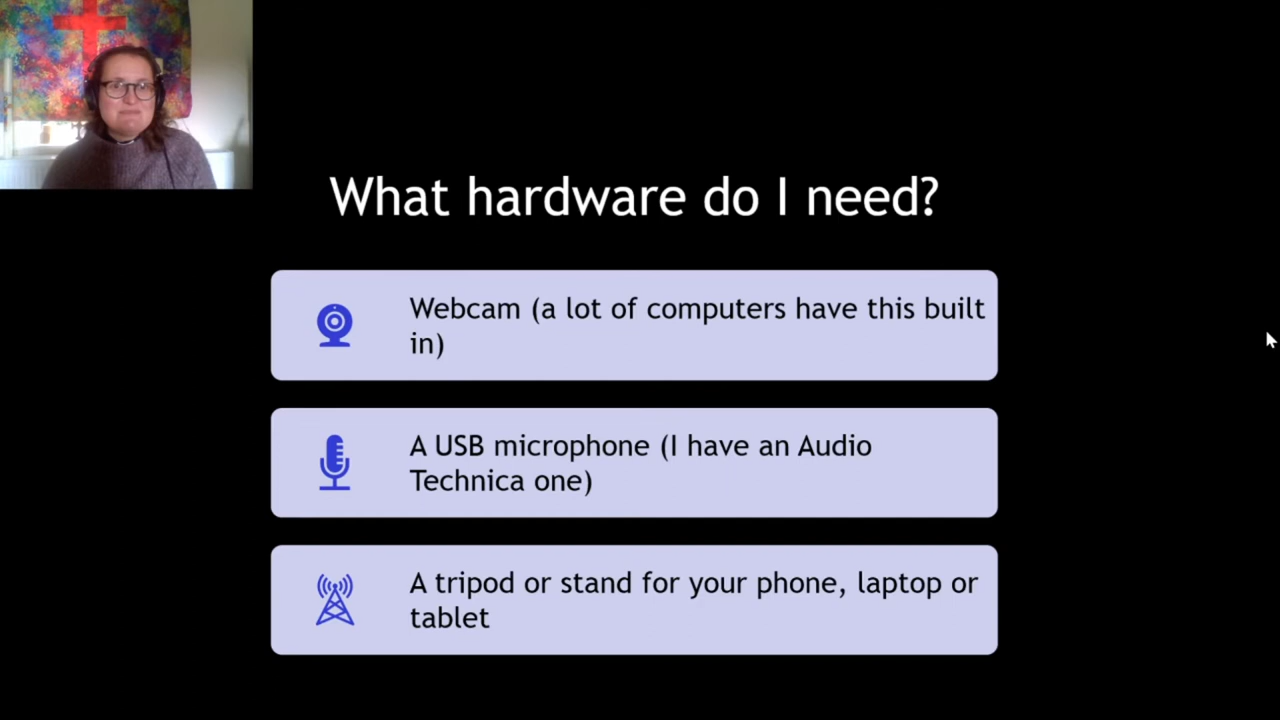 What hardware do I need?
Webcam (a lot of computers have this built
in)
A USB microphone (I have an Audio
Technica one)
A tripod or stand for your phone, laptop or
tablet